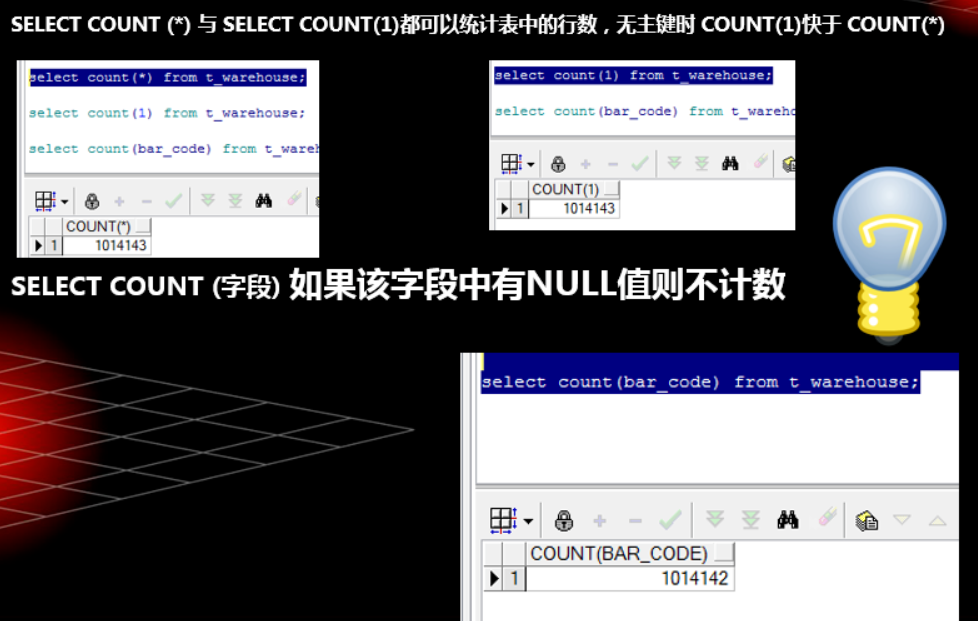 SELECT COUNT (*) 与 SELECT COUNT(1)都可以统计表中的行数，无主键时 COUNT(1)快于 COUNT(*)
select count(*) from t_warehouse;
select count(1) from t_warehouse;
select count(bar_code) from t_wareh
COUNT(*)
1 1014143
select count(1) from t_warehouse;
select count(bar_code) from t_wareho
COUNT(1)
1 1014143
SELECT COUNT (字段) 如果该字段中有NULL值则不计数
select count(bar_code) from t_warehouse;
COUNT(BAR_CODE)
1 1014142